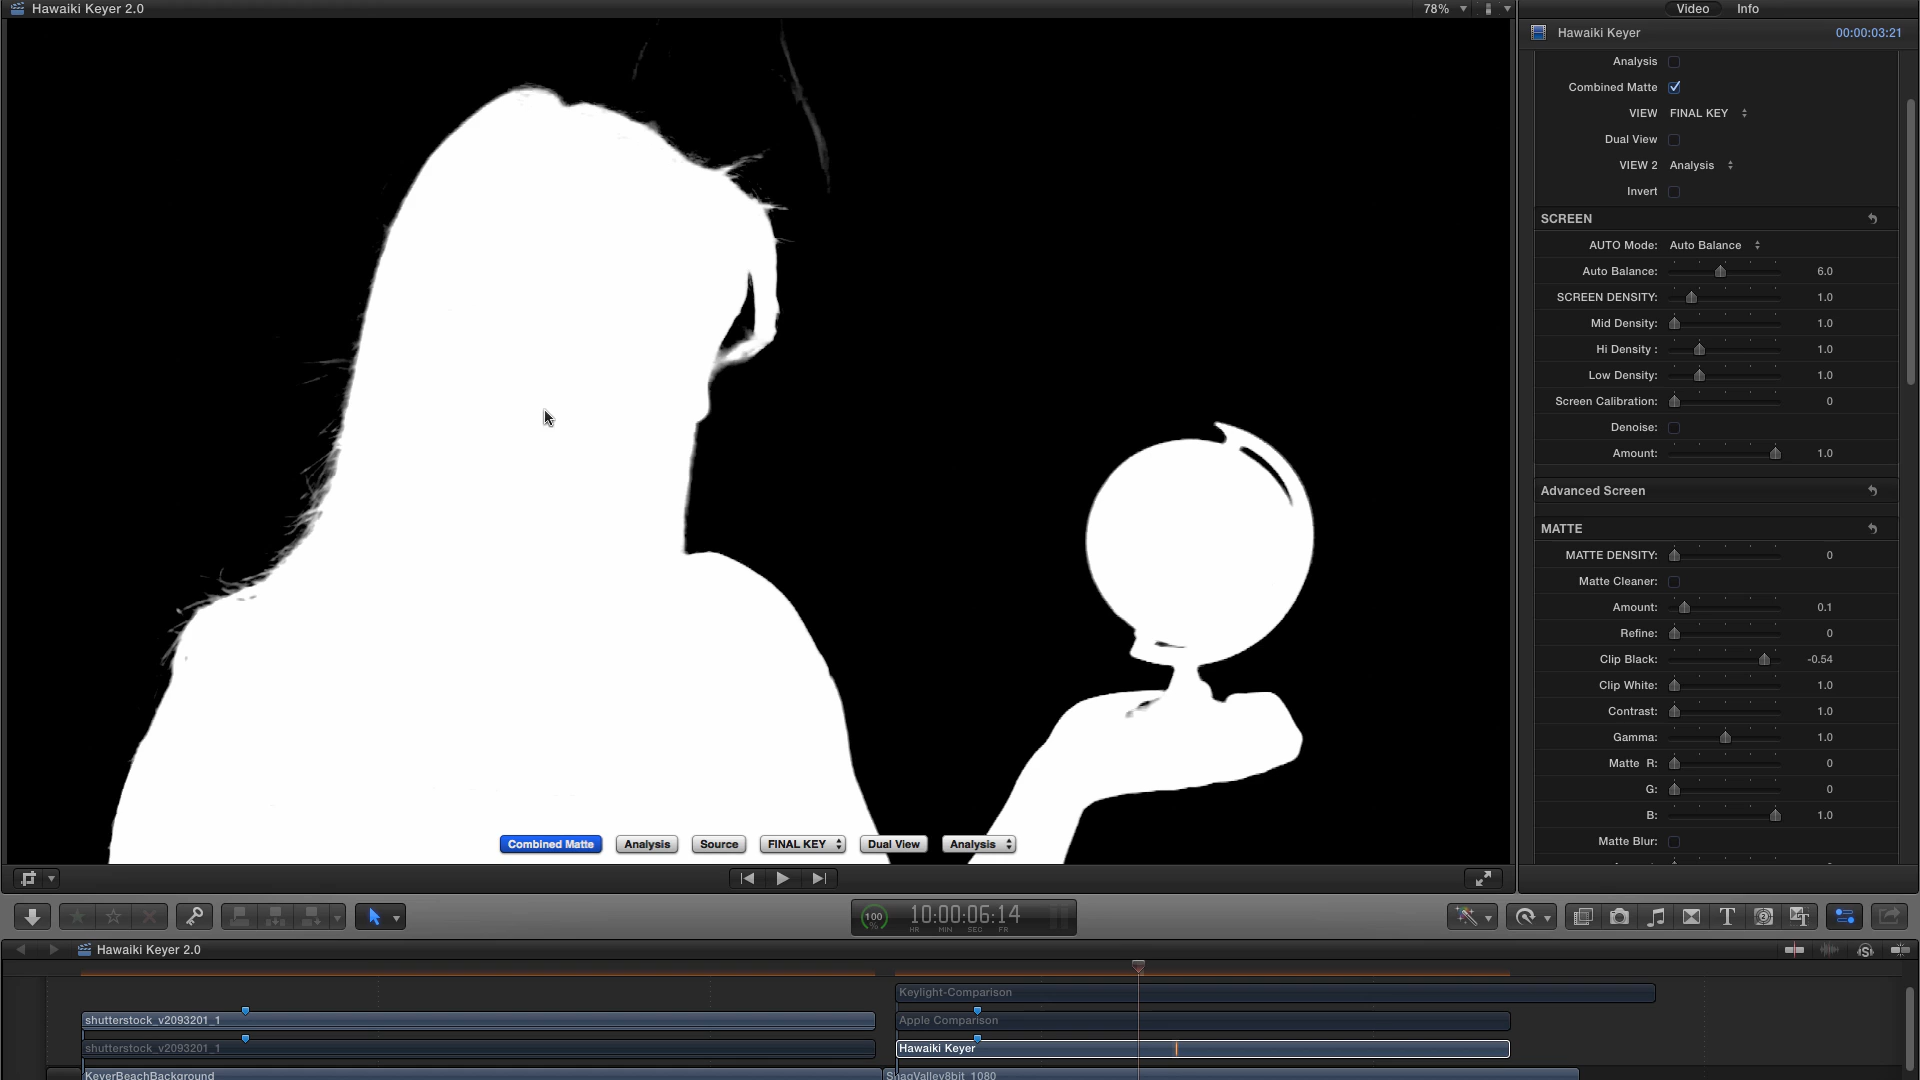 Hawaiki Keyer 2.0
78%
Video
Info
Hawaiki Keyer
00:00:03:21
Analysis
Combined Matte
VIEW FINAL KEY
Dual View
VIEW 2 Analysis
Invert
SCREEN
AUTO Mode: Auto Balance
Auto Balance: 6.0
SCREEN DENSITY: 1.0
Mid Density: 1.0
Hi Density : 1.0
Low Density: 1.0
Screen Calibration: 0
Denoise:
Amount: 1.0
Advanced Screen
MATTE
MATTE DENSITY: 0
Matte Cleaner:
Amount: 0.1
Refine: 0
Clip Black: -0.54
Clip White: 1.0
Contrast: 1.0
Gamma: 1.0
Matte R: 0
G: 0
B: 1.0
Matte Blur:
Combined Matte Analysis Source FINAL KEY Dual View Analysis
100 %
10:00:06:14
HR MIN SEC FR
Hawaiki Keyer 2.0
Keylight-Comparison
shutterstock_v2093201_1
Apple Comparison
shutterstock_v2093201_1
Hawaiki Keyer
KeyerBeachBackground
SnagValley8bit_1080